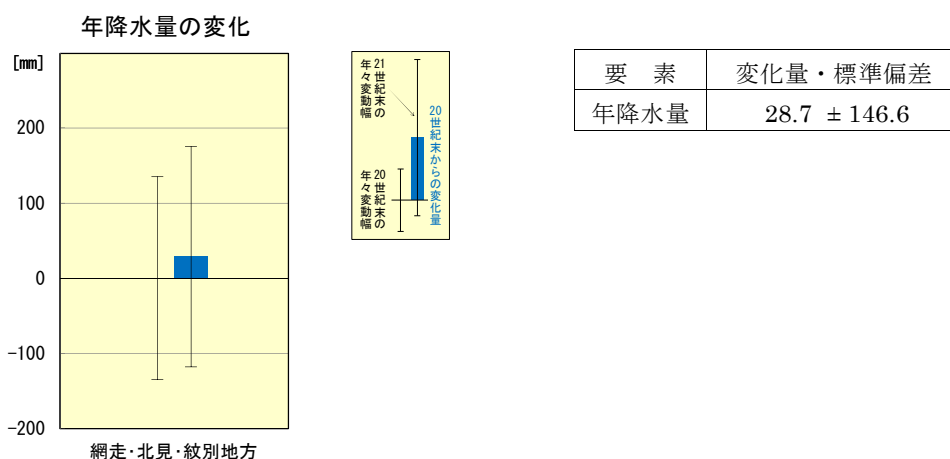 年降水量の変化
[mm]
200
100
0
-100
-200
網走･北見･紋別地方
21世紀末の
年々変動幅
20世紀末からの変化量
20世紀末の
年々変動幅
要　素　変化量・標準偏差
年降水量　28.7 ±146.6